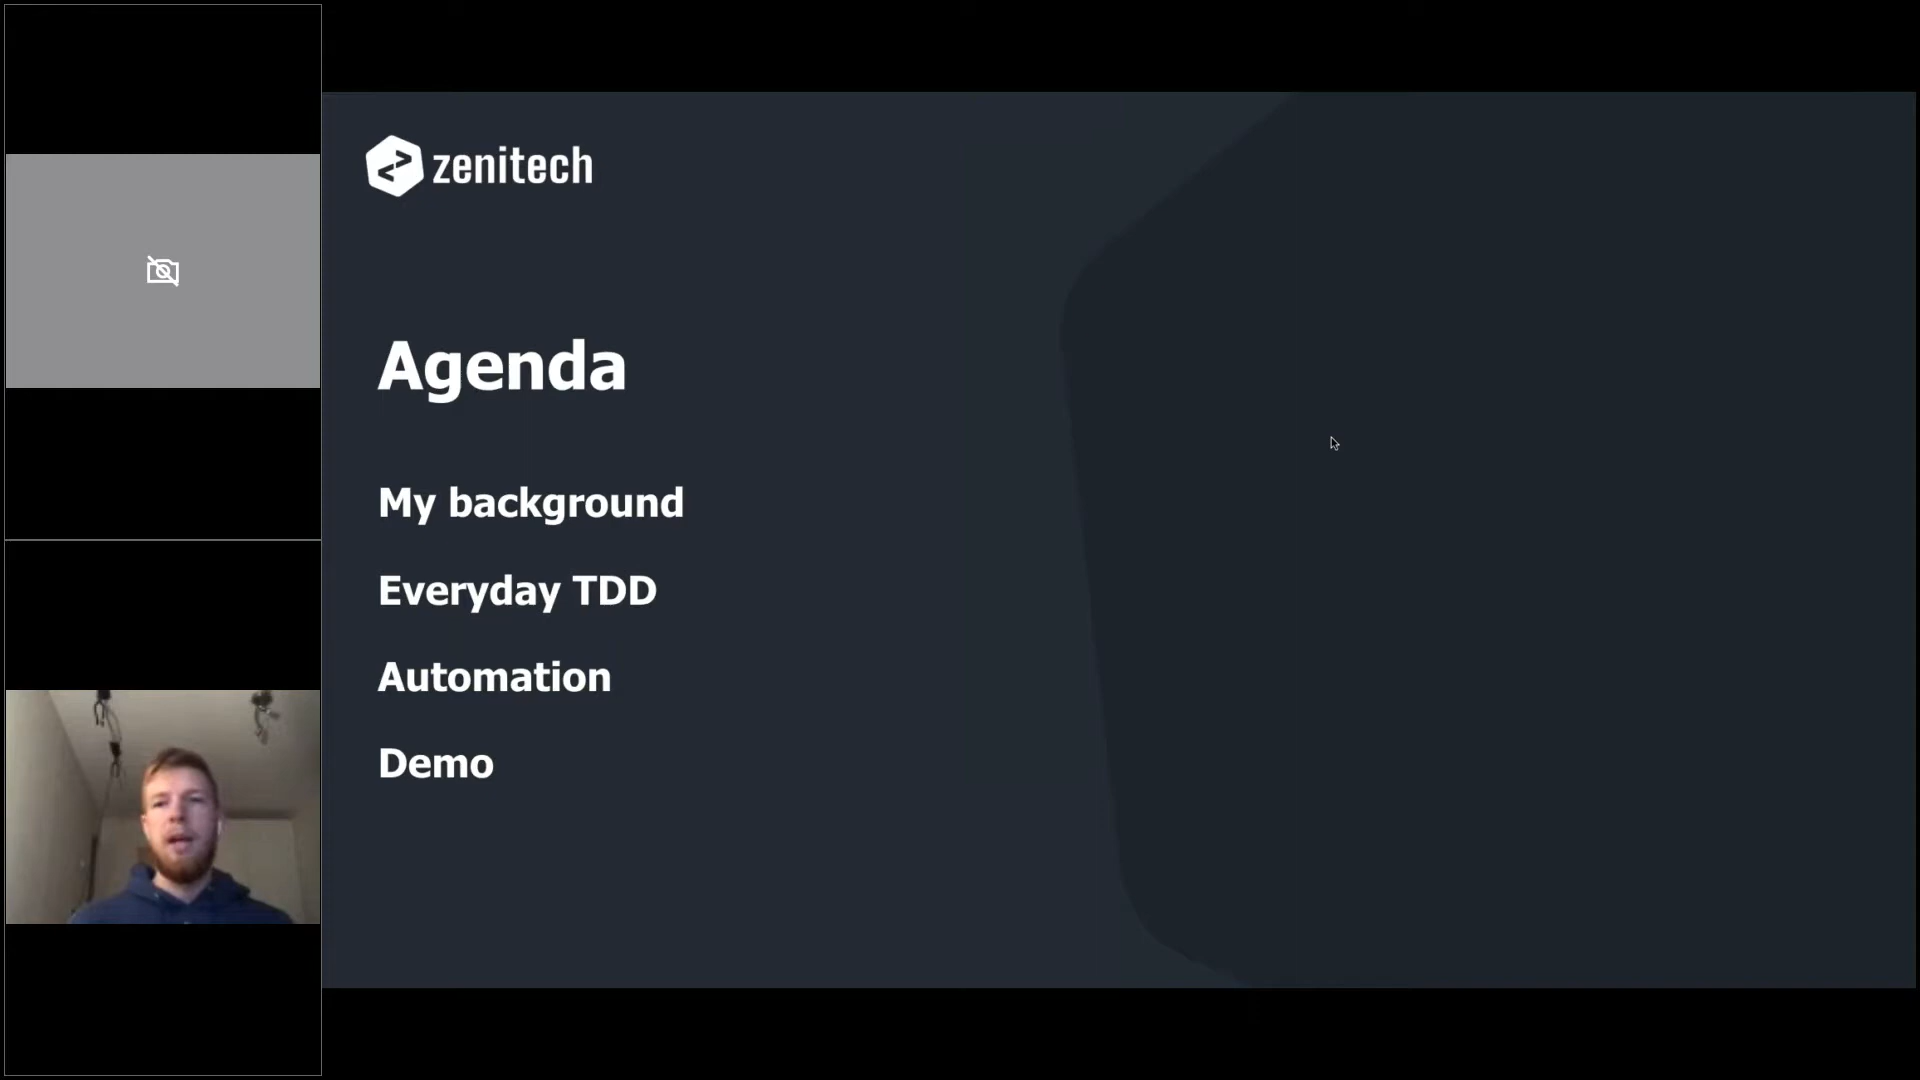 zenitech
Agenda
My background
Everyday TDD
Automation
Demo